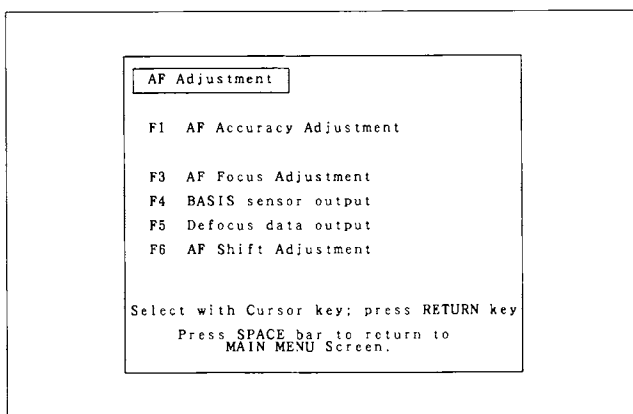 AF Adjustment
F1 AF Accuracy Adjustment
F3 AF Focus Adjustment
F4 BASIS sensor output
F5 Defocus data output
F6 AF Shift Adjustment
Select with Cursor key; press RETURN key
Press SPACE bar to return to
MAIN MENU Screen.